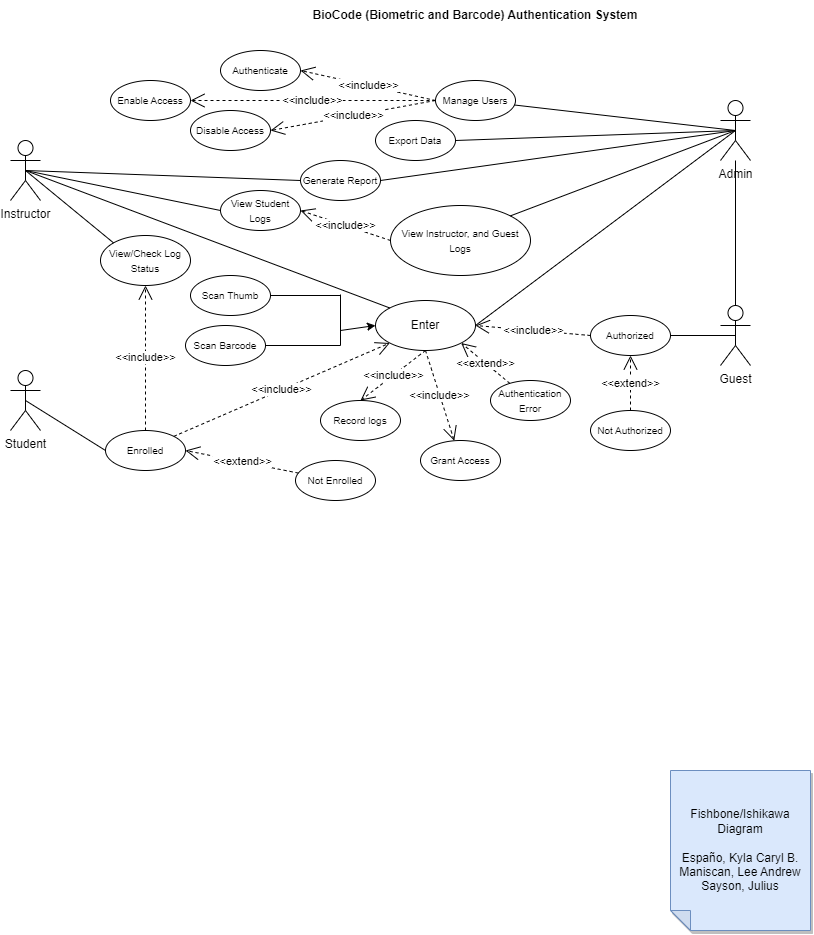 BioCode (Biometric and Barcode) Authentication System
Authenticate
<<include>>
Enable Access
<<include>>
Manage Users
<<include>>
Disable Access
Export Data
Admin
Instructor
Generate Report
View Student
Logs
<<include>>
View Instructor, and Guest
Logs
View/Check Log
Status
Scan Thumb
Enter
<<include>>
Authorized
Scan Barcode
<<include>>
<<extend>>
Guest
<<include>>
<<include>>
<<extend>>
<<include>>
Authentication
Error
Record logs
Not Authorized
Student
Enrolled
<<extend>>
Grant Access
Not Enrolled
Fishbone/Ishikawa
Diagram
Españo, Kyla Caryl B.
Maniscan, Lee Andrew
Sayson, Julius